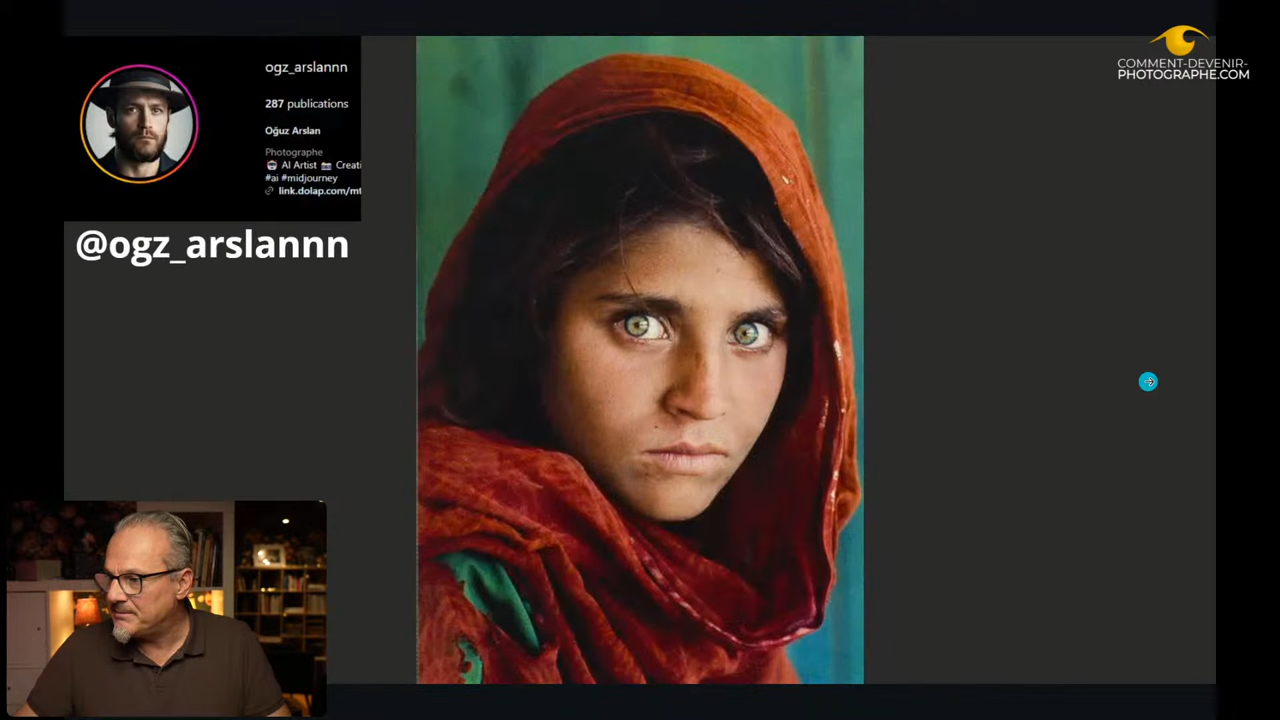 ogz_arslannn
287 publications
Oğuz Arslan
Photographe
AI Artist Creati
#ai #midjourney
link.dolap.com/mt
@ogz_arslannn
COMMENT-DEVENIR-
PHOTOGRAPHE.COM